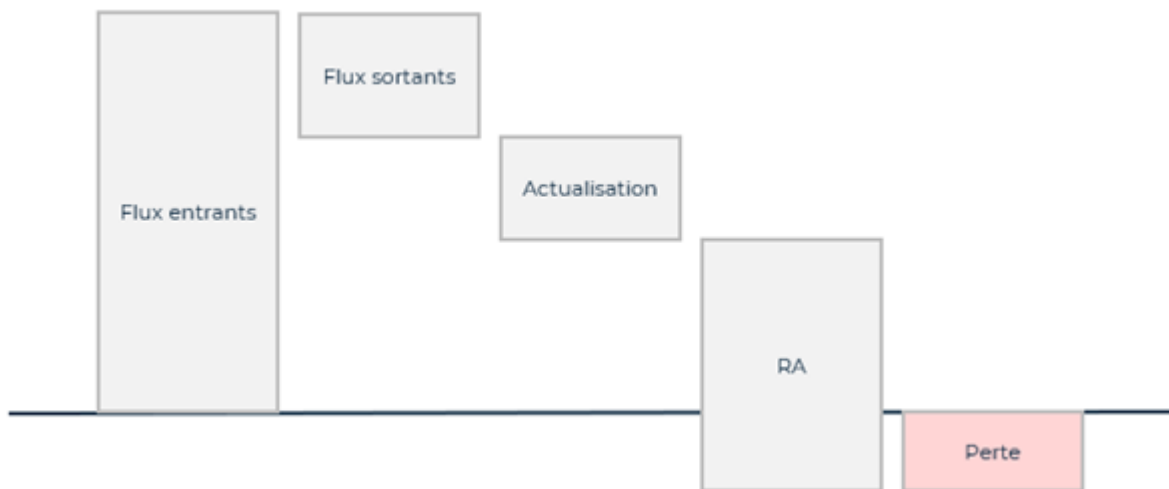 Flux sortants
Actualisation
Flux entrants
RA
Perte